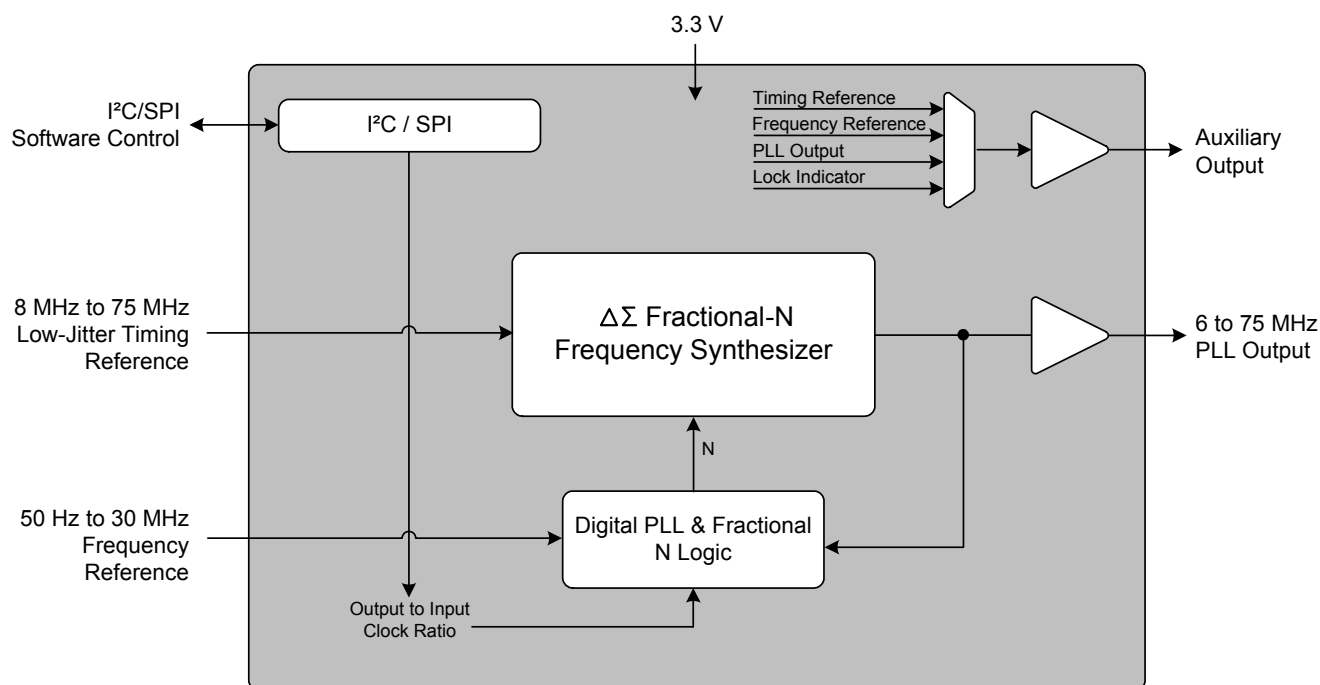 3.3 V
I²C/SPI
Software Control
I²C / SPI
Timing Reference
Frequency Reference
PLL Output
Lock Indicator
Auxiliary
Output
8 MHz to 75 MHz
Low-Jitter Timing
Reference
ΔΣ Fractional-N
Frequency Synthesizer
6 to 75 MHz
PLL Output
N
50 Hz to 30 MHz
Frequency
Reference
Digital PLL & Fractional
N Logic
Output to Input
Clock Ratio